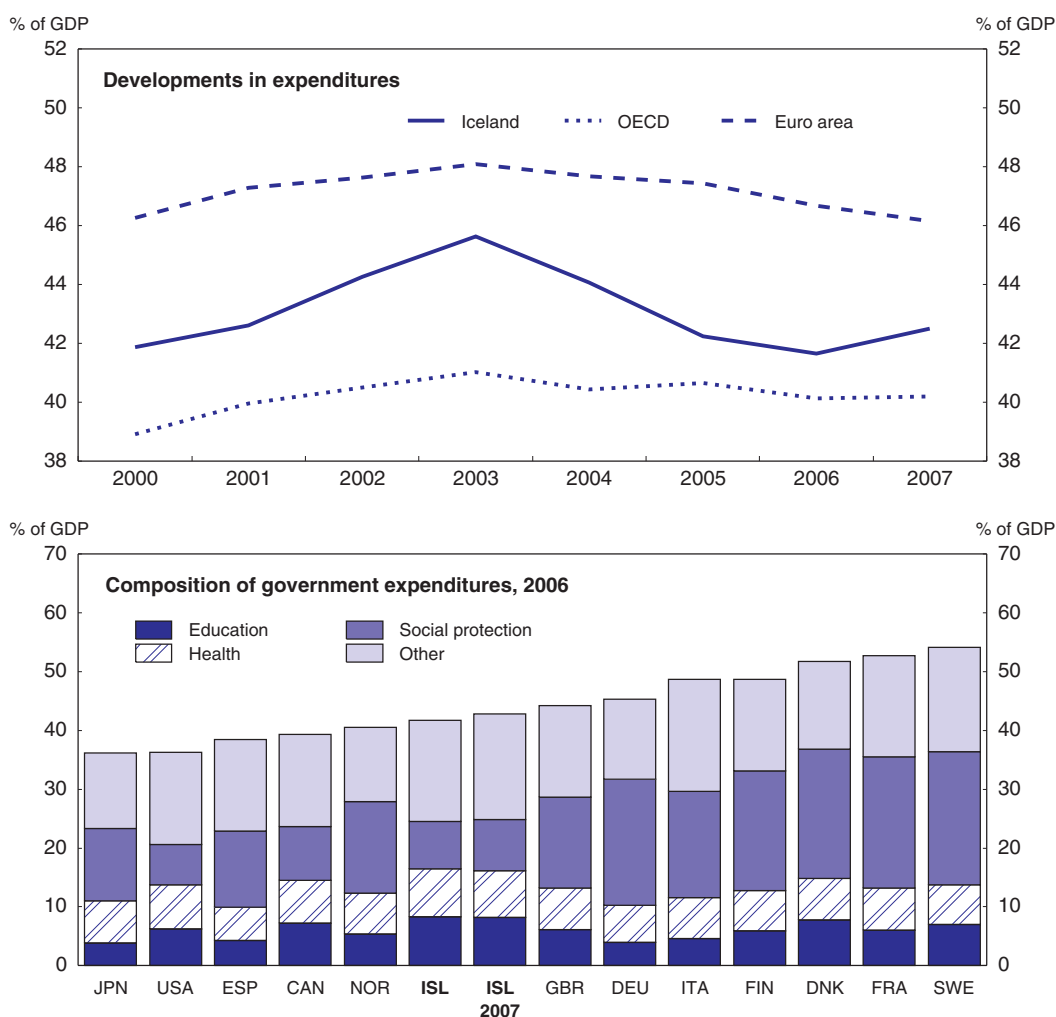 % of GDP % of GDP
52 52
Developments in expenditures
50 50
Iceland OECD Euro area
48 48
46 46
44 44
42 42
40 40
38 38
2000 2001 2002 2003 2004 2005 2006 2007
% of GDP % of GDP
70 70
Composition of government expenditures, 2006
60 60
Education Social protection
Health Other
50 50
40 40
30 30
20 20
10 10
0 0
JPN USA ESP CAN NOR ISL ISL GBR DEU ITA FIN DNK FRA SWE
2007